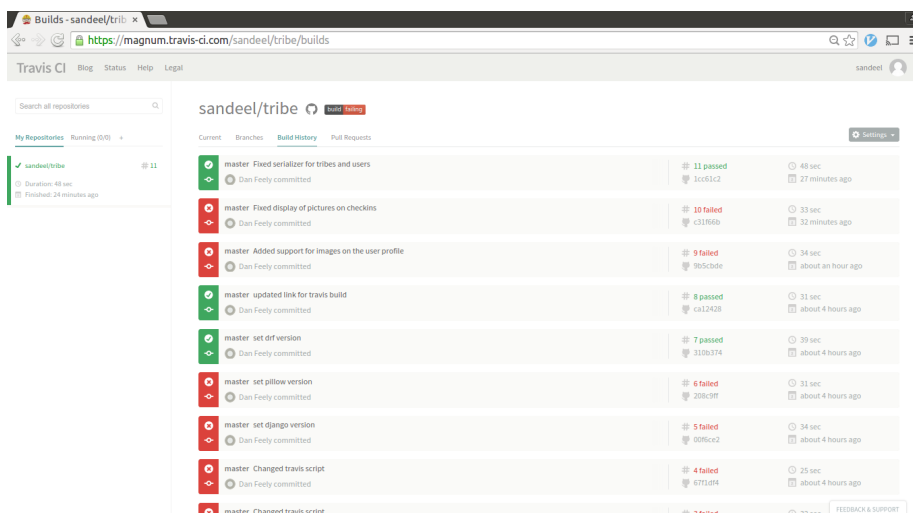 Builds - sandeel/trib
https://magnum.travis-ci.com/sandeel/tribe/builds
Travis CI Blog Status Help Legal sandeel
Search all repositories
My Repositories Running (0/0) +
sandeel/tribe # 11
Duration: 48 sec
Finished: 24 minutes ago
sandeel/tribe build failing
Current Branches Build History Pull Requests Settings
master Fixed serializer for tribes and users # 11 passed 48 sec
Dan Feely committed 1cc61c2 27 minutes ago
master Fixed display of pictures on checkins # 10 failed 33 sec
Dan Feely committed c31f66b 32 minutes ago
master Added support for images on the user profile # 9 failed 34 sec
Dan Feely committed 9b5cbde about an hour ago
master updated link for travis build # 8 passed 31 sec
Dan Feely committed ca12428 about 4 hours ago
master set drf version # 7 passed 39 sec
Dan Feely committed 310b374 about 4 hours ago
master set pillow version # 6 failed 31 sec
Dan Feely committed 208c9ff about 4 hours ago
master set django version # 5 failed 34 sec
Dan Feely committed 00f6ce2 about 4 hours ago
master Changed travis script # 4 failed 25 sec
Dan Feely committed 67f1df4 about 4 hours ago
master Changed travis script
FEEDBACK & SUPPORT